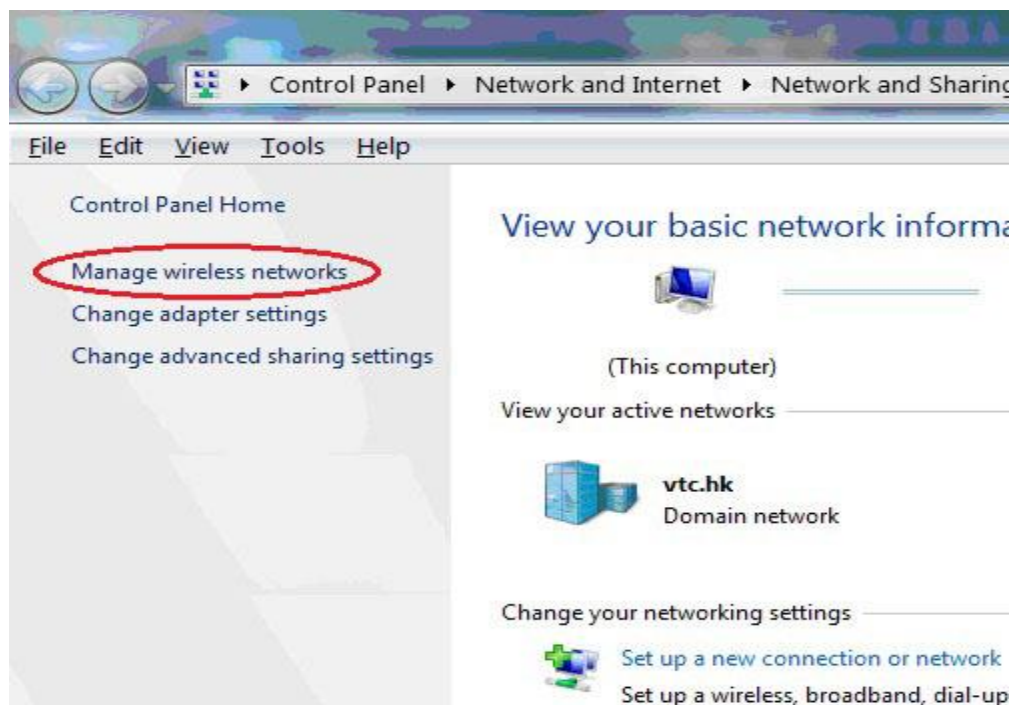 Control Panel Network and Internet Network and Sharing
File Edit View Tools Help
Control Panel Home
Manage wireless networks
Change adapter settings
Change advanced sharing settings
View your basic network informa
(This computer)
View your active networks
vtc.hk
Domain network
Change your networking settings
Set up a new connection or network
Set up a wireless, broadband, dial-up